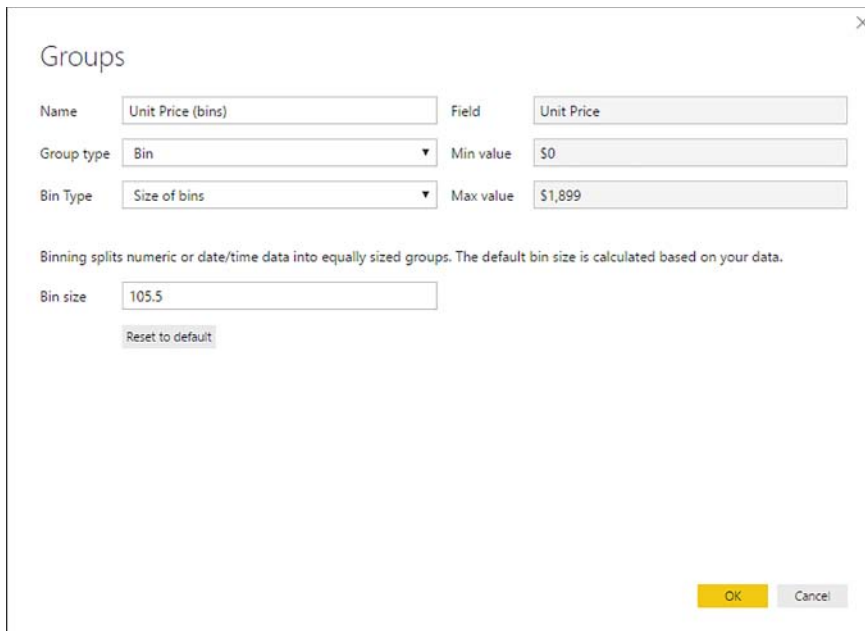 Groups
Name Unit Price (bins) Field Unit Price
Group type Bin Min value $0
Bin Type Size of bins Max value $1,899
Binning splits numeric or date/time data into equally sized groups. The default bin size is calculated based on your data.
Bin size 105.5
Reset to default
OK Cancel